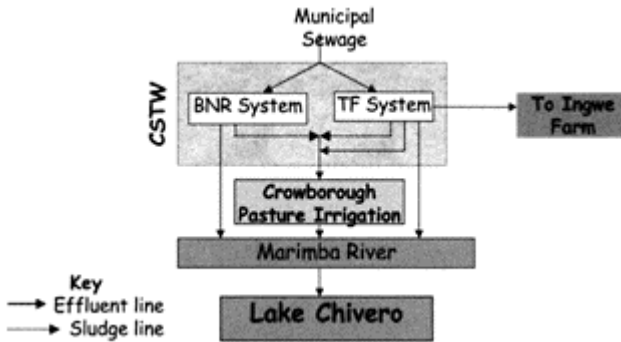 Municipal
Sewage
CSTW
BNR System
TF System
To Ingwe
Farm
Crowborough
Pasture Irrigation
Marimba River
Key
Effluent line
Sludge line
Lake Chivero